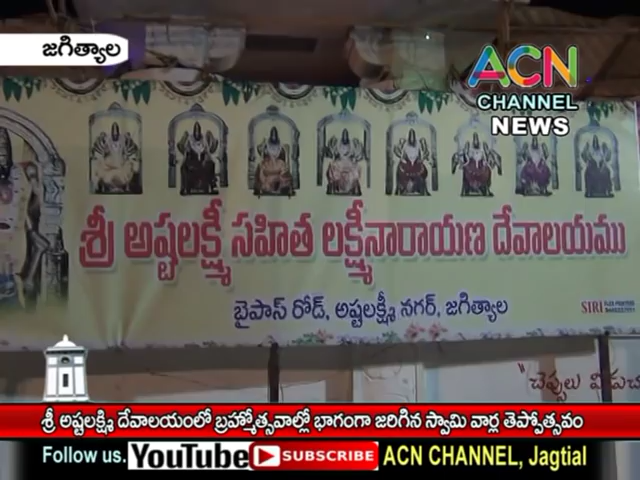 జగిత్యాల
ACN
CHANNEL
NEWS
శ్రీ అష్టలక్ష్మీ సహిత లక్ష్మీనారాయణ దేవాలయము
బైపాస్ రోడ్, అష్టలక్ష్మీ నగర్, జగిత్యాల
SIRI
"చెప్పులు విడుచు
శ్రీ అష్టలక్ష్మి దేవాలయంలో బ్రహ్మోత్సవాల్లో భాగంగా జరిగిన స్వామి వార్ల తెప్పోత్సవం
Follow us. YouTube SUBSCRIBE ACN CHANNEL, Jagtial